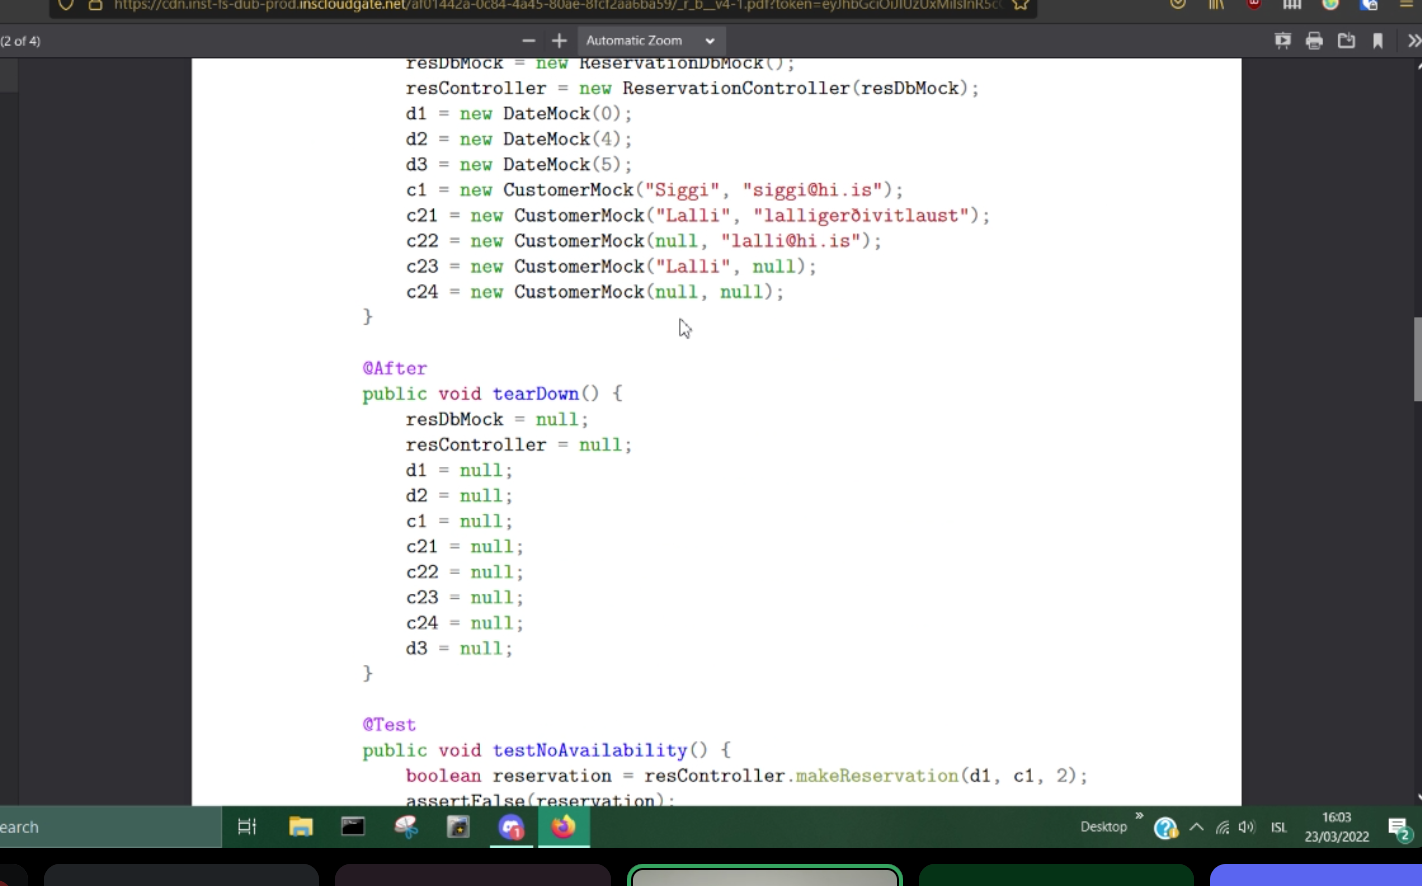 https://cdn.inst-fs-dub-prod.inscloudgate.net/af01442a-0c84-4a45-80ae-8fcf2aa6ba59/_r_b__v4-1.pdf?token=
(2 of 4)
Automatic Zoom
resDbMock = new ReservationDbMock();
resController = new ReservationController(resDbMock);
d1 = new DateMock(0);
d2 = new DateMock(4);
d3 = new DateMock(5);
c1 = new CustomerMock("Siggi", "siggi@hi.is");
c21 = new CustomerMock("Lalli", "lalligerðivitlaust");
c22 = new CustomerMock(null, "lalli@hi.is");
c23 = new CustomerMock("Lalli", null);
c24 = new CustomerMock(null, null);
}
@After
public void tearDown() {
resDbMock = null;
resController = null;
d1 = null;
d2 = null;
c1 = null;
c21 = null;
c22 = null;
c23 = null;
c24 = null;
d3 = null;
}
@Test
public void testNoAvailability() {
boolean reservation = resController.makeReservation(d1, c1, 2);
assertFalse(reservation);
earch
Desktop
ISL
16:03
23/03/2022
2